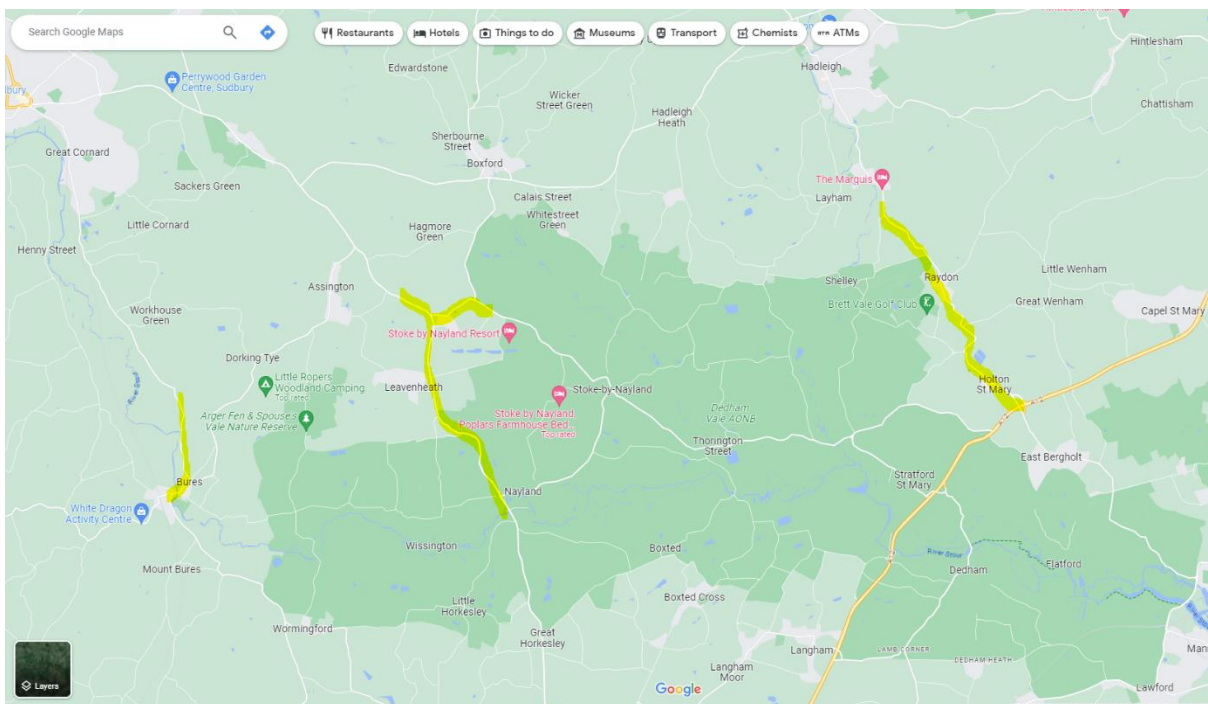 Search Google Maps
Restaurants
Hotels
Things to do
Museums
Transport
Chemists
ATMs
Hintlesham
Edwardstone
Hadleigh
Perrywood Garden
Centre, Sudbury
bury
Wicker
Street Green
Chattisham
Hadleigh
Heath
Sherbourne
Street
Great Cornard
Boxford
The Marquis
Sackers Green
Calais Street
Layham
Whitestreet
Green
Little Cornard
Hagmore
Green
Henny Street
Little Wenham
Raydon
Shelley
Assington
Great Wenham
Brett Vale Golf Club
Capel St Mary
Workhouse
Green
Stoke by Nayland Resort
Dorking Tye
Little Ropers
Woodland Camping
Top rated
Holton
St Mary
Leavenheath
Stoke-by-Nayland
Arger Fen & Spouse's
Vale Nature Reserve
Stoke by Nayland
Poplars Farmhouse Bed...
Top rated
Dedham
Vale AONB
Thorington
Street
East Bergholt
Stratford
St Mary
Bures
Nayland
White Dragon
Activity Centre
Wissington
Boxted
River Stour
Flatford
Mount Bures
Dedham
Little
Horkesley
Boxted Cross
Wormingford
Great
Horkesley
Langham
LAMB CORNER
Man
DEDHAM HEATH
Langham
Moor
Layers
Google
Lawford